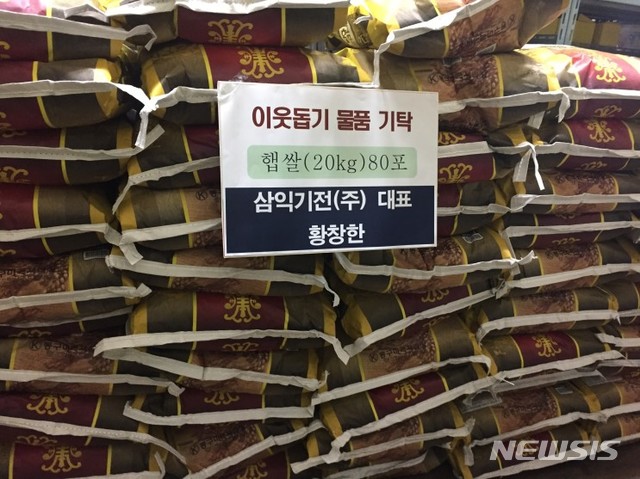 이웃돕기 물품 기탁
햅쌀(20kg)80포
삼익기전(주) 대표
황창한
NEWSIS